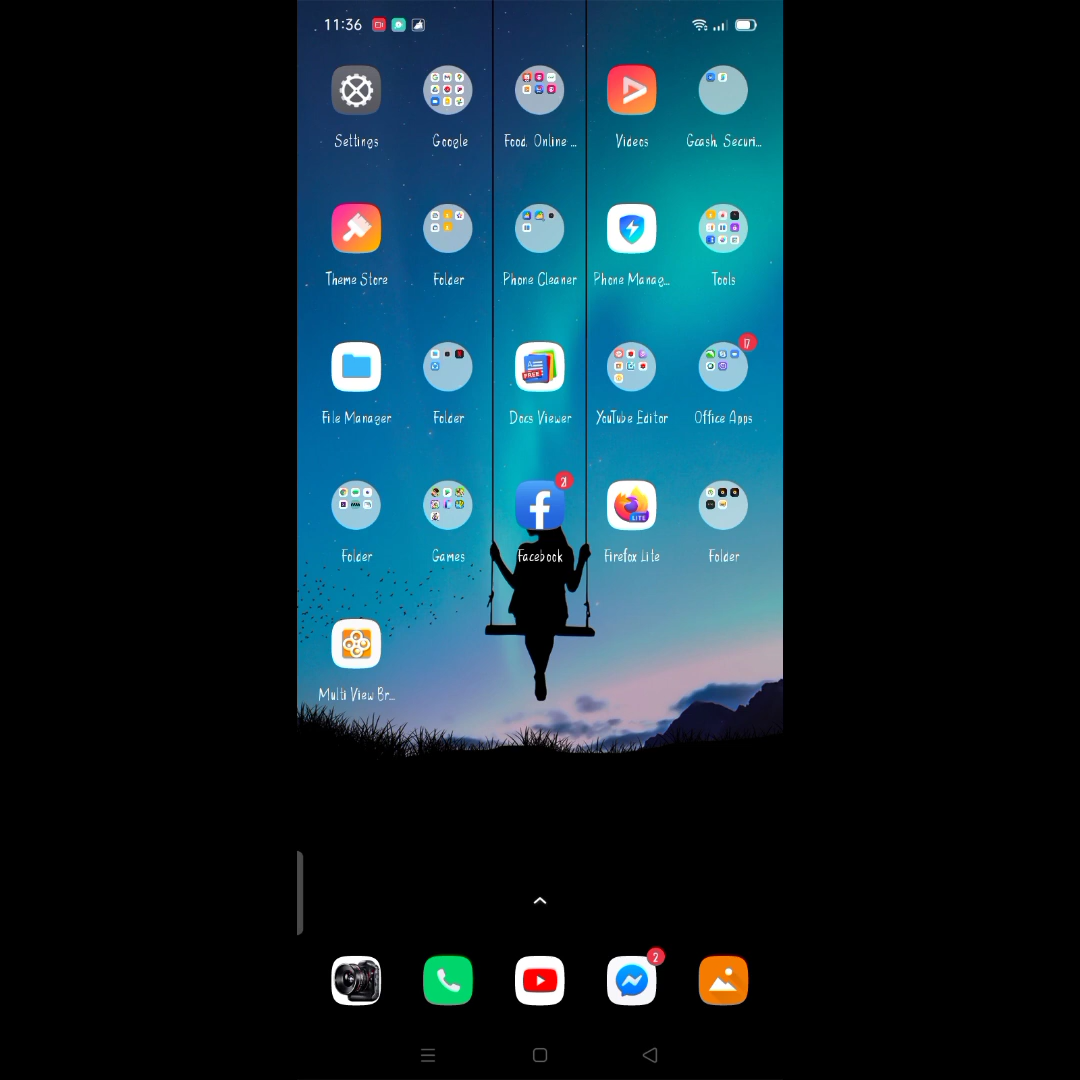 11:36
Settings
Google
Food, Online ...
Videos
Gcash, Securi...
Theme Store
Folder
Phone Cleaner
Phone Manag...
Tools
File Manager
Folder
FREE
Docs Viewer
YouTube Editor
17
Office Apps
Folder
Games
21
Facebook
LITE
Firefox Lite
Folder
Multi View Br...
2